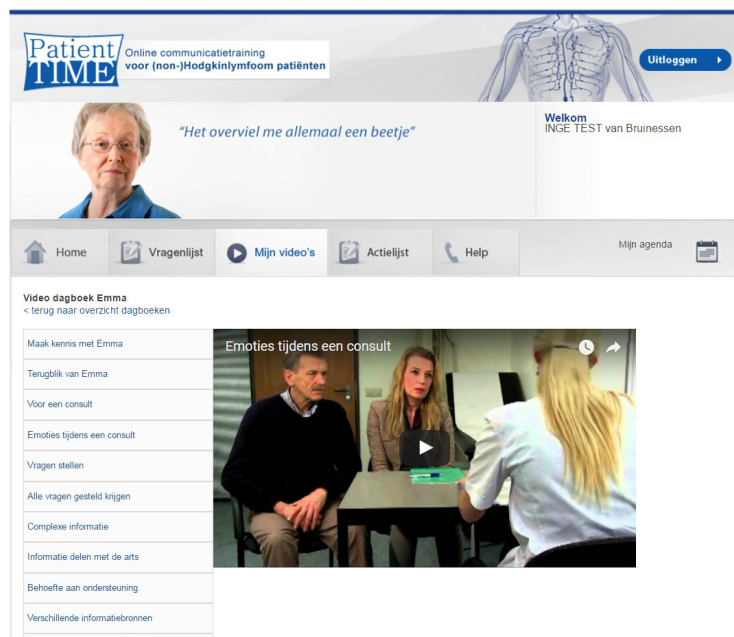 Patient
TIME
Online communicatietraining
voor (non-)Hodgkinlymfoom patiënten
Uitloggen
"Het overviel me allemaal een beetje"
Welkom
INGE TEST van Bruinessen
Home
Vragenlijst
Mijn video's
Actielijst
Help
Mijn agenda
Video dagboek Emma
< terug naar overzicht dagboeken
Maak kennis met Emma
Terugblik van Emma
Voor een consult
Emoties tijdens een consult
Vragen stellen
Alle vragen gesteld krijgen
Complexe informatie
Informatie delen met de arts
Behoefte aan ondersteuning
Verschillende informatiebronnen
Emoties tijdens een consult